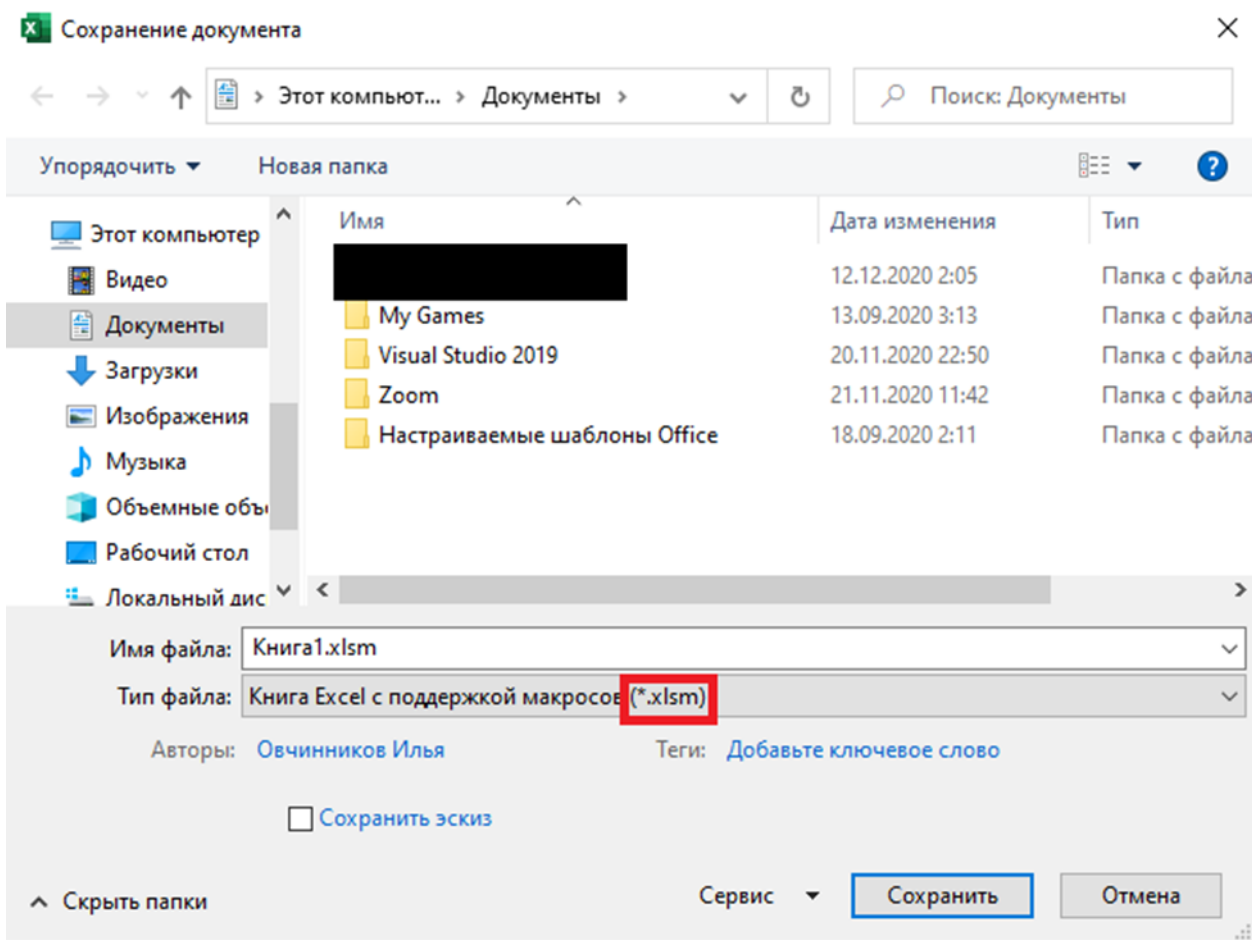 Сохранение документа
Этот компьют... > Документы >
Поиск: Документы
Упорядочить
Новая папка
Имя
Дата изменения
Тип
Этот компьютер
Видео
Документы
Загрузки
Изображения
Музыка
Объемные объ
Рабочий стол
Локальный дис
12.12.2020 2:05 Папка с файла
My Games 13.09.2020 3:13 Папка с файла
Visual Studio 2019 20.11.2020 22:50 Папка с файла
Zoom 21.11.2020 11:42 Папка с файла
Настраиваемые шаблоны Office 18.09.2020 2:11 Папка с файла
Имя файла: Книга1.xlsm
Тип файла: Книга Excel с поддержкой макросов (*.xlsm)
Авторы: Овчинников Илья
Теги: Добавьте ключевое слово
Сохранить эскиз
Скрыть папки
Сервис
Сохранить
Отмена